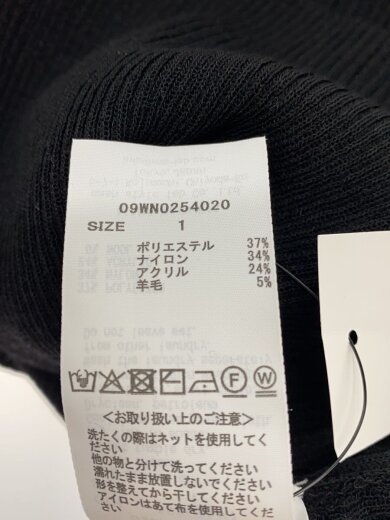 09WN0254020
SIZE 1
ポリエステル 37%
ナイロン 34%
アクリル 24%
羊毛 5%
<お取り扱い上のご注意>
洗たくの際はネットを使用してくだ
さい
他の物と分けて洗ってください
濡れたまま放置しないでください
形を整えてから干してください
アイロンはあて布を使用してくださ
い